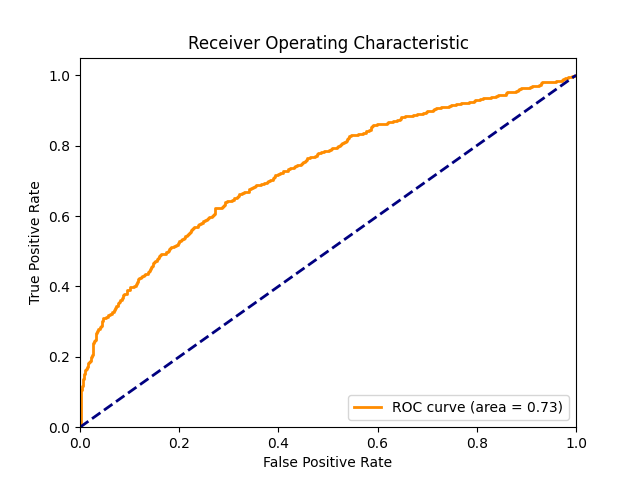 Receiver Operating Characteristic
True Positive Rate
1.0
0.8
0.6
0.4
0.2
0.0
ROC curve (area = 0.73)
0.0 0.2 0.4 0.6 0.8 1.0
False Positive Rate